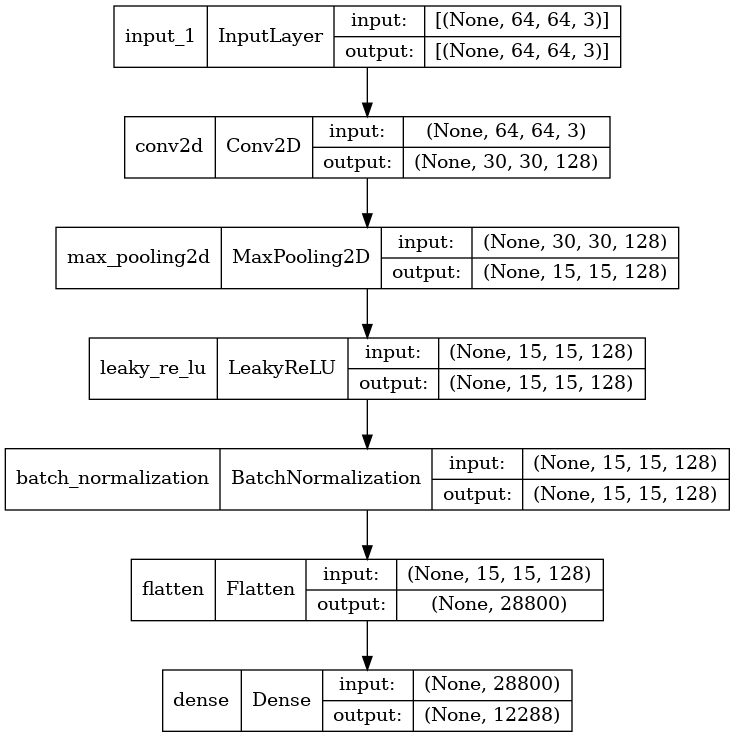 input_1 InputLayer input: [(None, 64, 64, 3)]
output: [(None, 64, 64, 3)]
conv2d Conv2D input: (None, 64, 64, 3)
output: (None, 30, 30, 128)
max_pooling2d MaxPooling2D input: (None, 30, 30, 128)
output: (None, 15, 15, 128)
leaky_re_lu LeakyReLU input: (None, 15, 15, 128)
output: (None, 15, 15, 128)
batch_normalization BatchNormalization input: (None, 15, 15, 128)
output: (None, 15, 15, 128)
flatten Flatten input: (None, 15, 15, 128)
output: (None, 28800)
dense Dense input: (None, 28800)
output: (None, 12288)